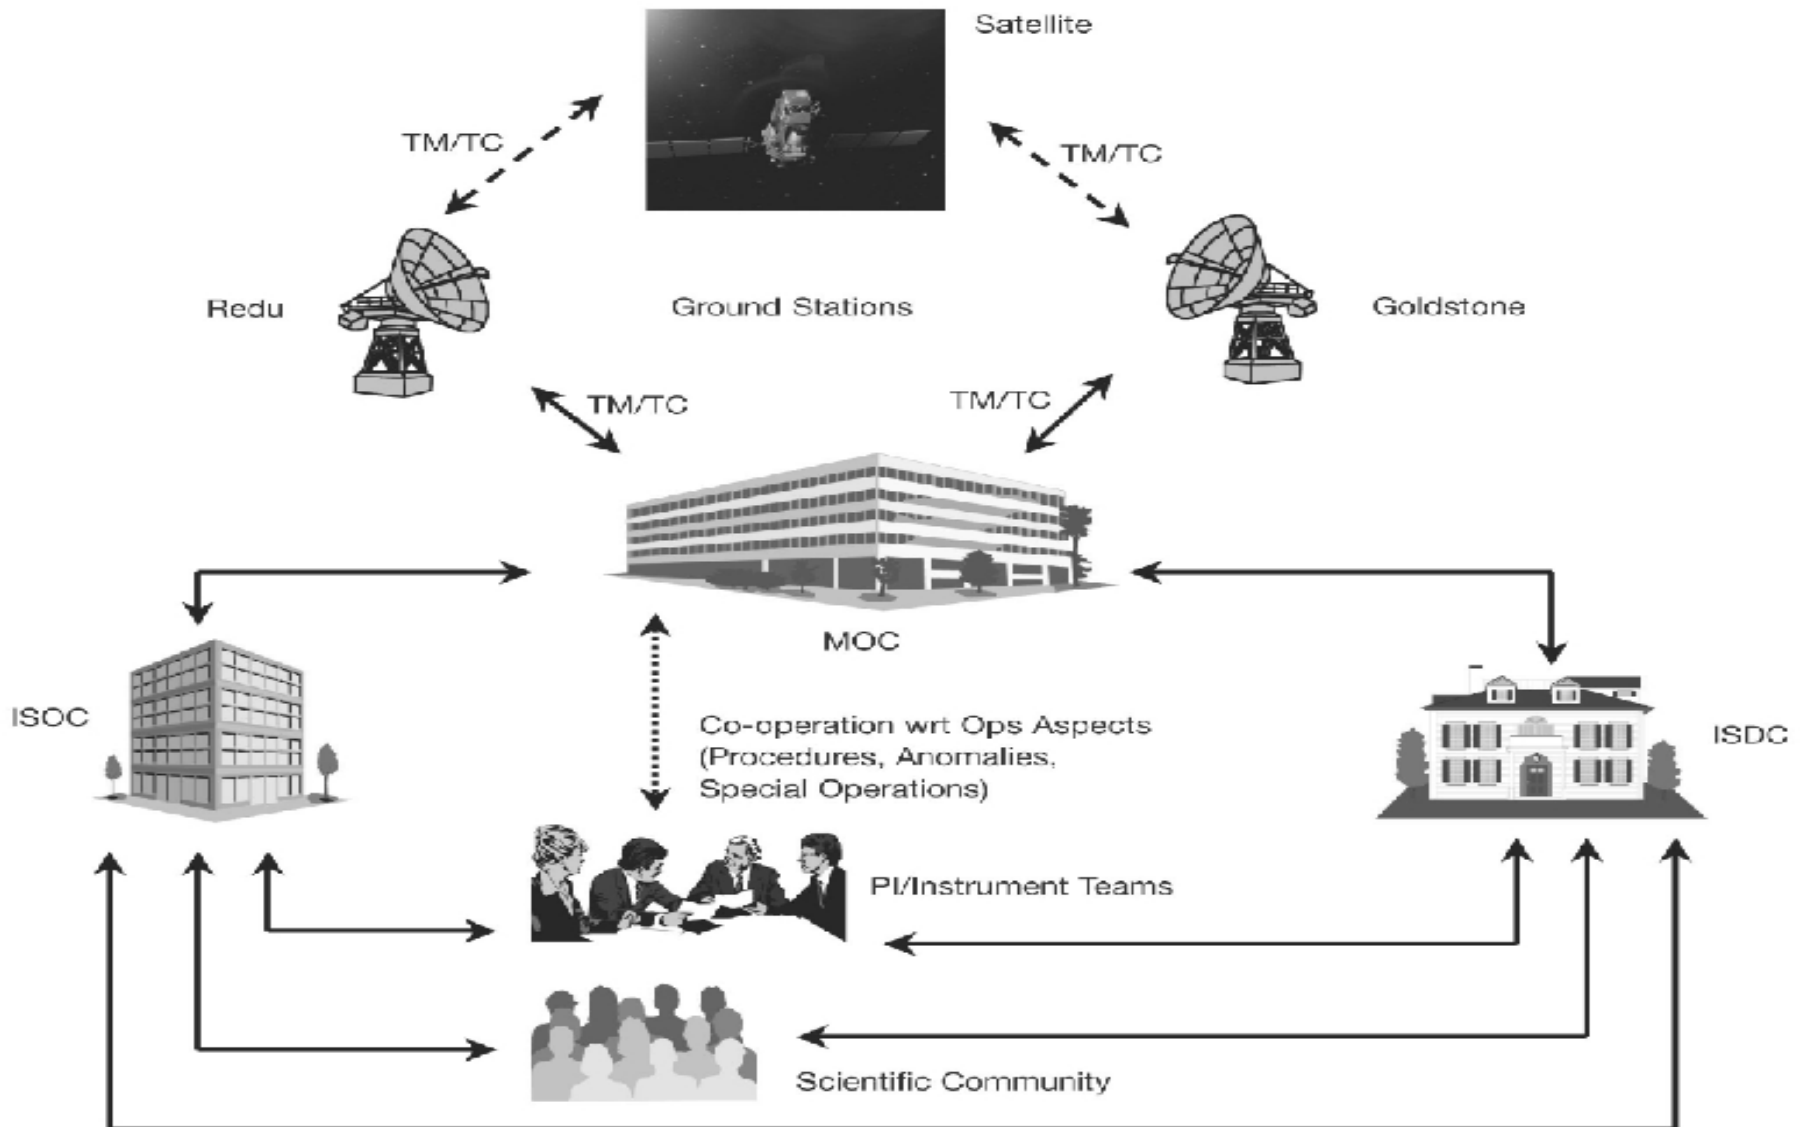 Satellite
TM/TC
TM/TC
Redu
Ground Stations
Goldstone
TM/TC
TM/TC
MOC
ISOC
Co-operation wrt Ops Aspects
(Procedures, Anomalies,
Special Operations)
ISDC
PI/Instrument Teams
Scientific Community